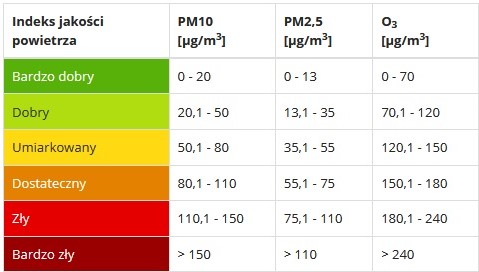 Indeks jakości powietrza PM10 [µg/m³] PM2,5 [µg/m³] O₃ [µg/m³]
Bardzo dobry 0 - 20 0 - 13 0 - 70
Dobry 20,1 - 50 13,1 - 35 70,1 - 120
Umiarkowany 50,1 - 80 35,1 - 55 120,1 - 150
Dostateczny 80,1 - 110 55,1 - 75 150,1 - 180
Zły 110,1 - 150 75,1 - 110 180,1 - 240
Bardzo zły > 150 > 110 > 240